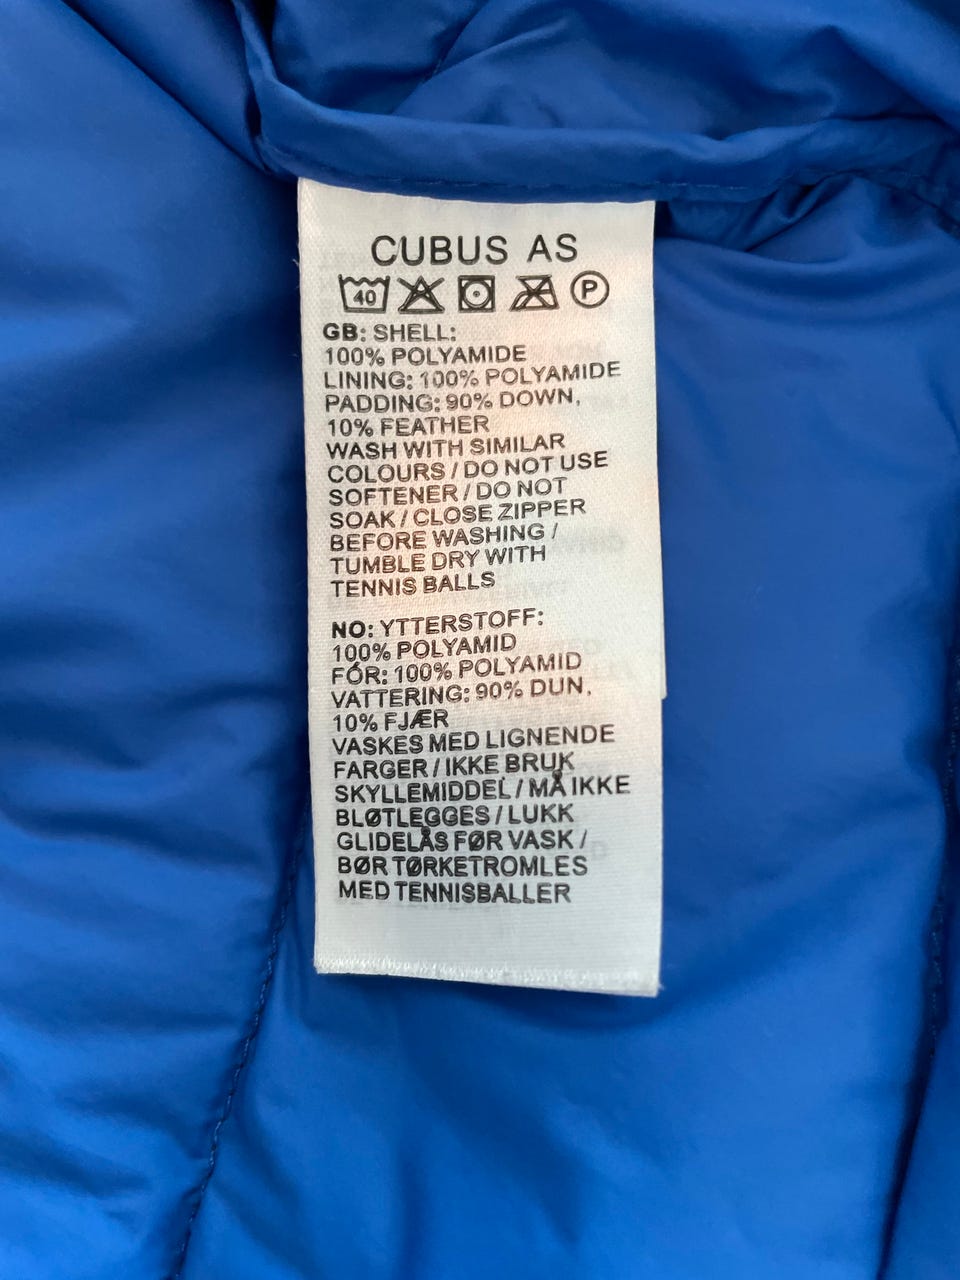 CUBUS AS
40 P
GB: SHELL:
100% POLYAMIDE
LINING: 100% POLYAMIDE
PADDING: 90% DOWN,
10% FEATHER
WASH WITH SIMILAR
COLOURS / DO NOT USE
SOFTENER / DO NOT
SOAK / CLOSE ZIPPER
BEFORE WASHING /
TUMBLE DRY WITH
TENNIS BALLS
NO: YTTERSTOFF:
100% POLYAMID
FÓR: 100% POLYAMID
VATTERING: 90% DUN,
10% FJÆR
VASKES MED LIGNENDE
FARGER / IKKE BRUK
SKYLLEMIDDEL / MÅ IKKE
BLØTLEGGES / LUKK
GLIDELÅS FØR VASK /
BØR TØRKETROMLES
MED TENNISBALLER